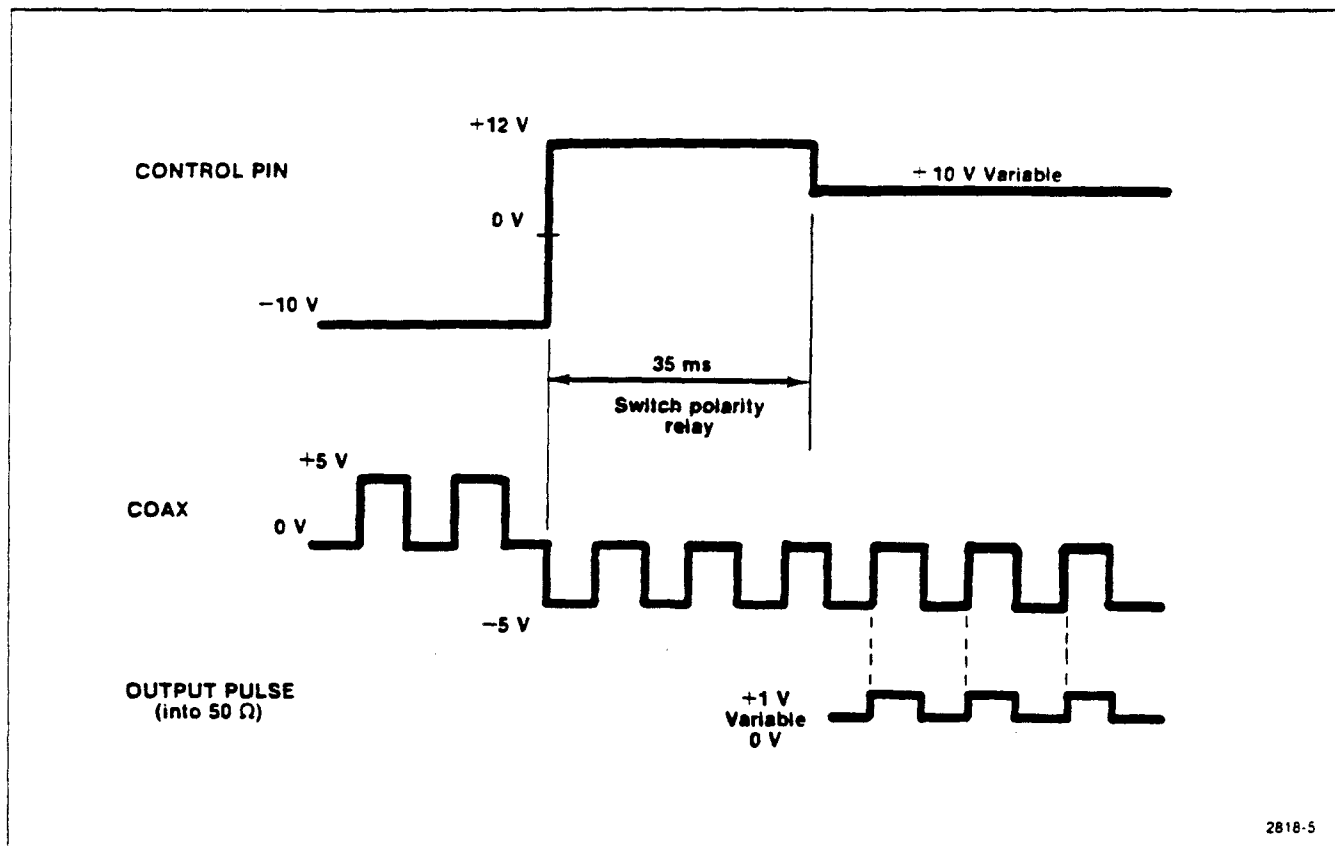 +12 V
CONTROL PIN
+ 10 V Variable
0 V
−10 V
35 ms
Switch polarity
relay
+5 V
COAX
0 V
−5 V
OUTPUT PULSE
(into 50 Ω)
+1 V
Variable
0 V
2818-5